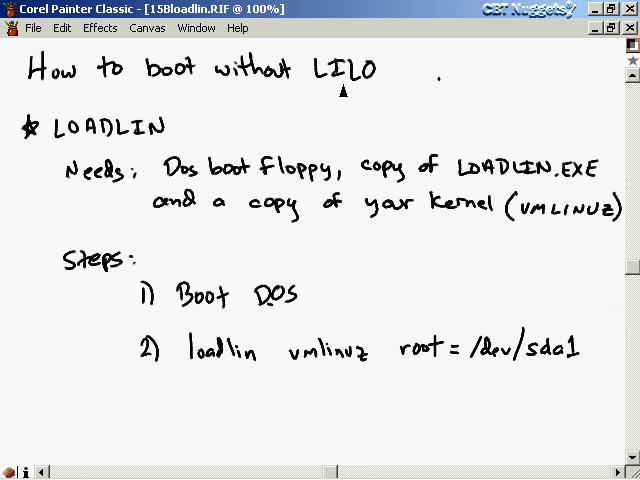 Corel Painter Classic - [15Bloadlin.RIF @ 100%]
CBT Nuggets
File Edit Effects Canvas Window Help
How to boot without LILO .
* LOADLIN
Needs: Dos boot floppy, copy of LOADLIN.EXE
and a copy of your kernel (VMLINUZ)
Steps:
1) Boot DOS
2) loadlin vmlinuz root=/dev/sda1